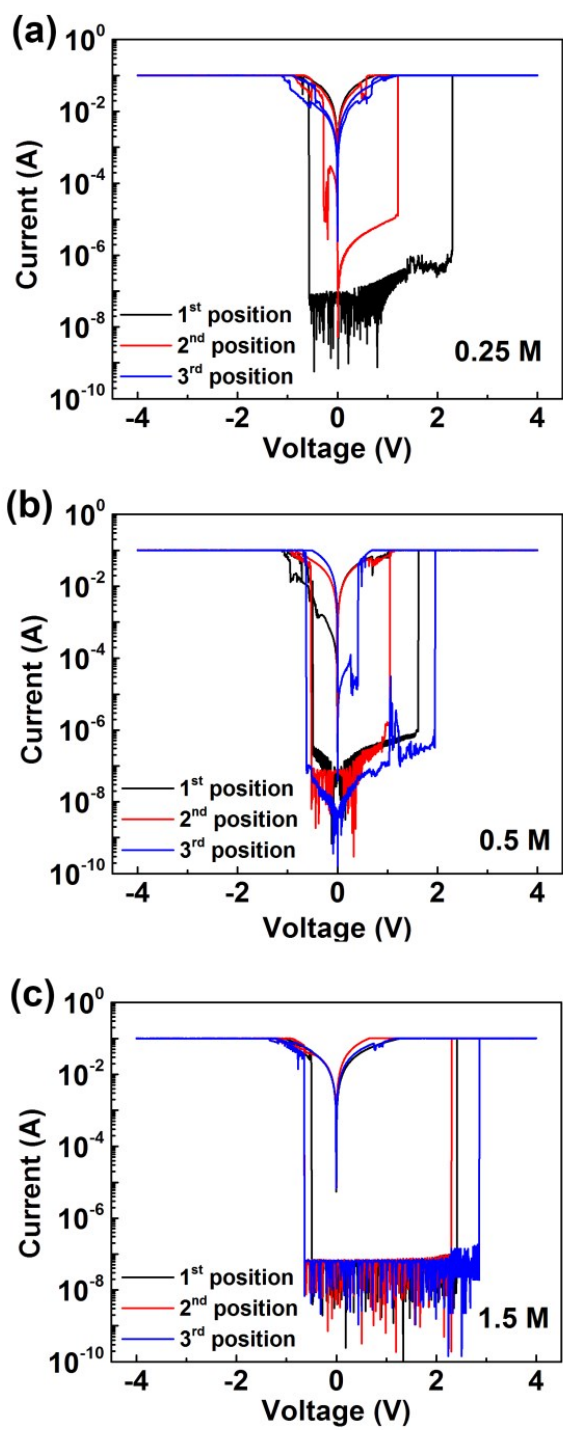 (a)
Current (A)
10^0
10^-2
10^-4
10^-6
10^-8
10^-10
1st position
2nd position
3rd position
0.25 M
-4 -2 0 2 4
Voltage (V)
(b)
Current (A)
10^0
10^-2
10^-4
10^-6
10^-8
10^-10
1st position
2nd position
3rd position
0.5 M
-4 -2 0 2 4
Voltage (V)
(c)
Current (A)
10^0
10^-2
10^-4
10^-6
10^-8
10^-10
1st position
2nd position
3rd position
1.5 M
-4 -2 0 2 4
Voltage (V)